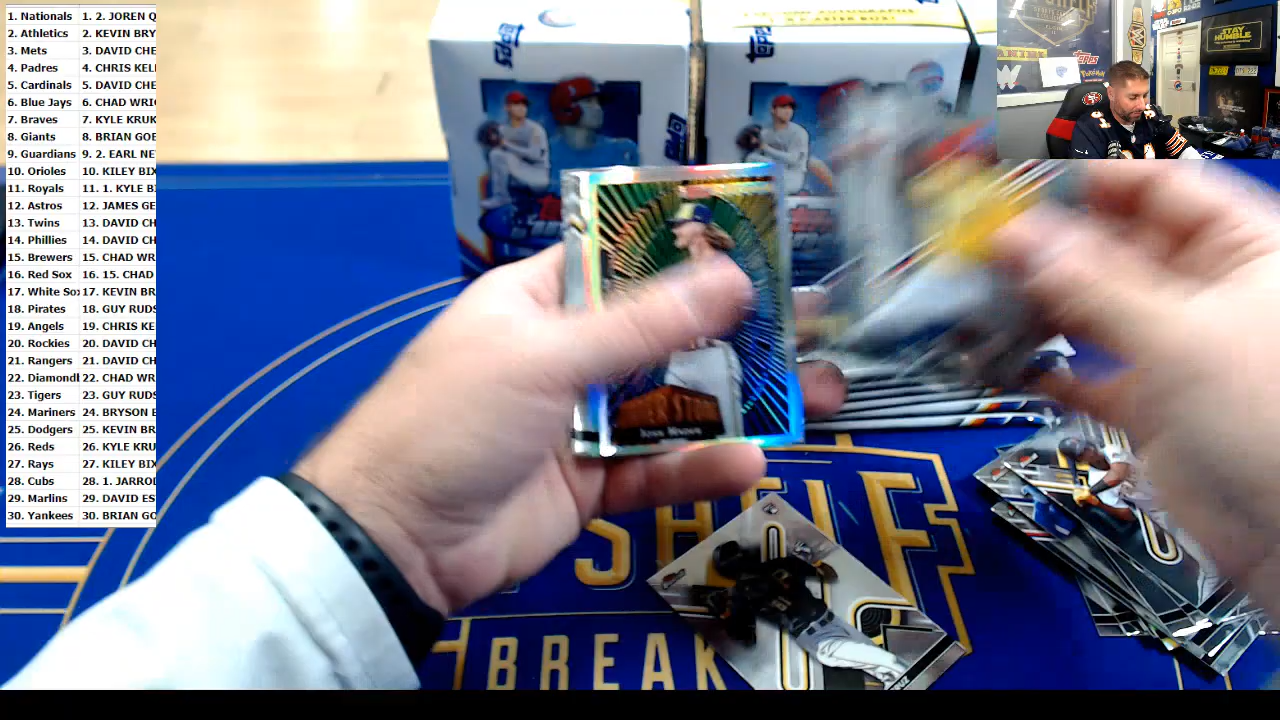 1. Nationals 1. 2. JOREN Q
2. Athletics 2. KEVIN BRY
3. Mets 3. DAVID CHE
4. Padres 4. CHRIS KELI
5. Cardinals 5. DAVID CHE
6. Blue Jays 6. CHAD WRIG
7. Braves 7. KYLE KRUK
8. Giants 8. BRIAN GOE
9. Guardians 9. 2. EARL NE
10. Orioles 10. KILEY BIX
11. Royals 11. 1. KYLE B
12. Astros 12. JAMES GE
13. Twins 13. DAVID CH
14. Phillies 14. DAVID CH
15. Brewers 15. CHAD WR
16. Red Sox 16. 15. CHAD
17. White Sox 17. KEVIN BR
18. Pirates 18. GUY RUDS
19. Angels 19. CHRIS KE
20. Rockies 20. DAVID CH
21. Rangers 21. DAVID CH
22. Diamond 22. CHAD WR
23. Tigers 23. GUY RUDS
24. Mariners 24. BRYSON E
25. Dodgers 25. KEVIN BR
26. Reds 26. KYLE KRU
27. Rays 27. KILEY BIX
28. Cubs 28. 1. JARROL
29. Marlins 29. DAVID ES
30. Yankees 30. BRIAN GO
topps
topps
STAY
HUMBLE
topps
SHELF
BREAK